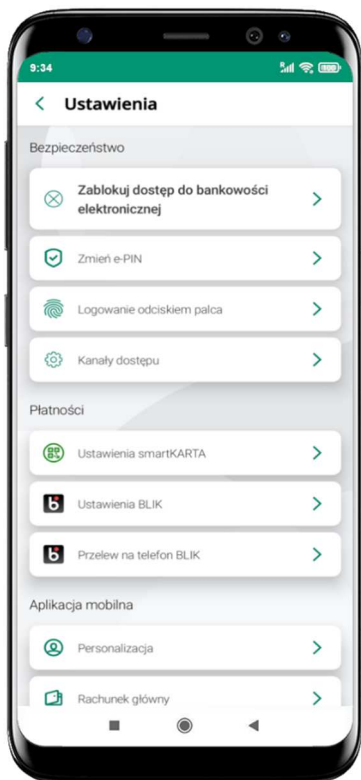 9:34
Ustawienia
Bezpieczeństwo
Zablokuj dostęp do bankowości
elektronicznej
Zmień e-PIN
Logowanie odciskiem palca
Kanały dostępu
Płatności
Ustawienia smartKARTA
Ustawienia BLIK
Przelew na telefon BLIK
Aplikacja mobilna
Personalizacja
Rachunek główny